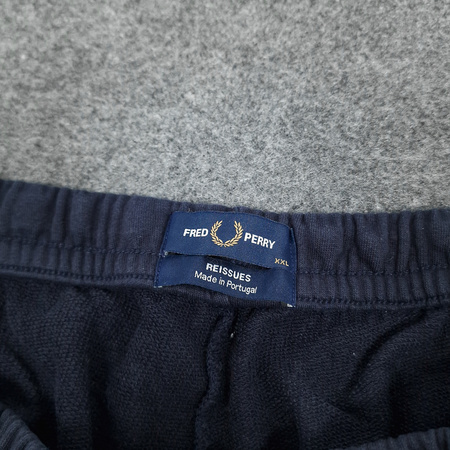 FRED PERRY
XXL
REISSUES
Made in Portugal